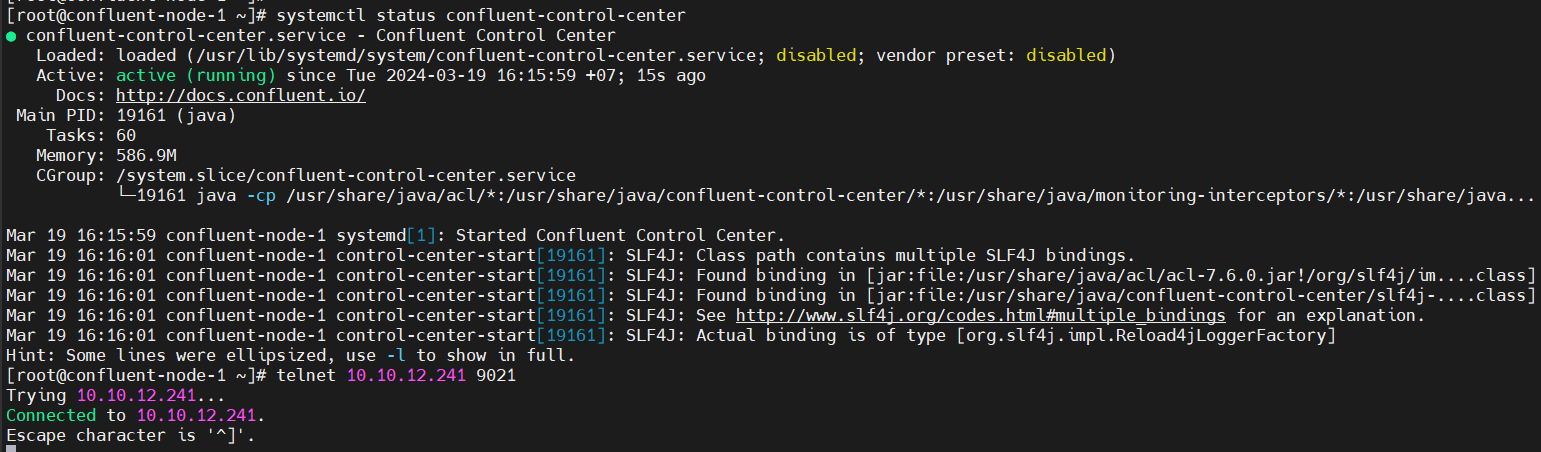 [root@confluent-node-1 ~]# systemctl status confluent-control-center
● confluent-control-center.service - Confluent Control Center
   Loaded: loaded (/usr/lib/systemd/system/confluent-control-center.service; disabled; vendor preset: disabled)
   Active: active (running) since Tue 2024-03-19 16:15:59 +07; 15s ago
     Docs: http://docs.confluent.io/
 Main PID: 19161 (java)
    Tasks: 60
   Memory: 586.9M
   CGroup: /system.slice/confluent-control-center.service
           └─19161 java -cp /usr/share/java/acl/*:/usr/share/java/confluent-control-center/*:/usr/share/java/monitoring-interceptors/*:/usr/share/java...

Mar 19 16:15:59 confluent-node-1 systemd[1]: Started Confluent Control Center.
Mar 19 16:16:01 confluent-node-1 control-center-start[19161]: SLF4J: Class path contains multiple SLF4J bindings.
Mar 19 16:16:01 confluent-node-1 control-center-start[19161]: SLF4J: Found binding in [jar:file:/usr/share/java/acl/acl-7.6.0.jar!/org/slf4j/im....class]
Mar 19 16:16:01 confluent-node-1 control-center-start[19161]: SLF4J: Found binding in [jar:file:/usr/share/java/confluent-control-center/slf4j-....class]
Mar 19 16:16:01 confluent-node-1 control-center-start[19161]: SLF4J: See http://www.slf4j.org/codes.html#multiple_bindings for an explanation.
Mar 19 16:16:01 confluent-node-1 control-center-start[19161]: SLF4J: Actual binding is of type [org.slf4j.impl.Reload4jLoggerFactory]
Hint: Some lines were ellipsized, use -l to show in full.
[root@confluent-node-1 ~]# telnet 10.10.12.241 9021
Trying 10.10.12.241...
Connected to 10.10.12.241.
Escape character is '^]'.